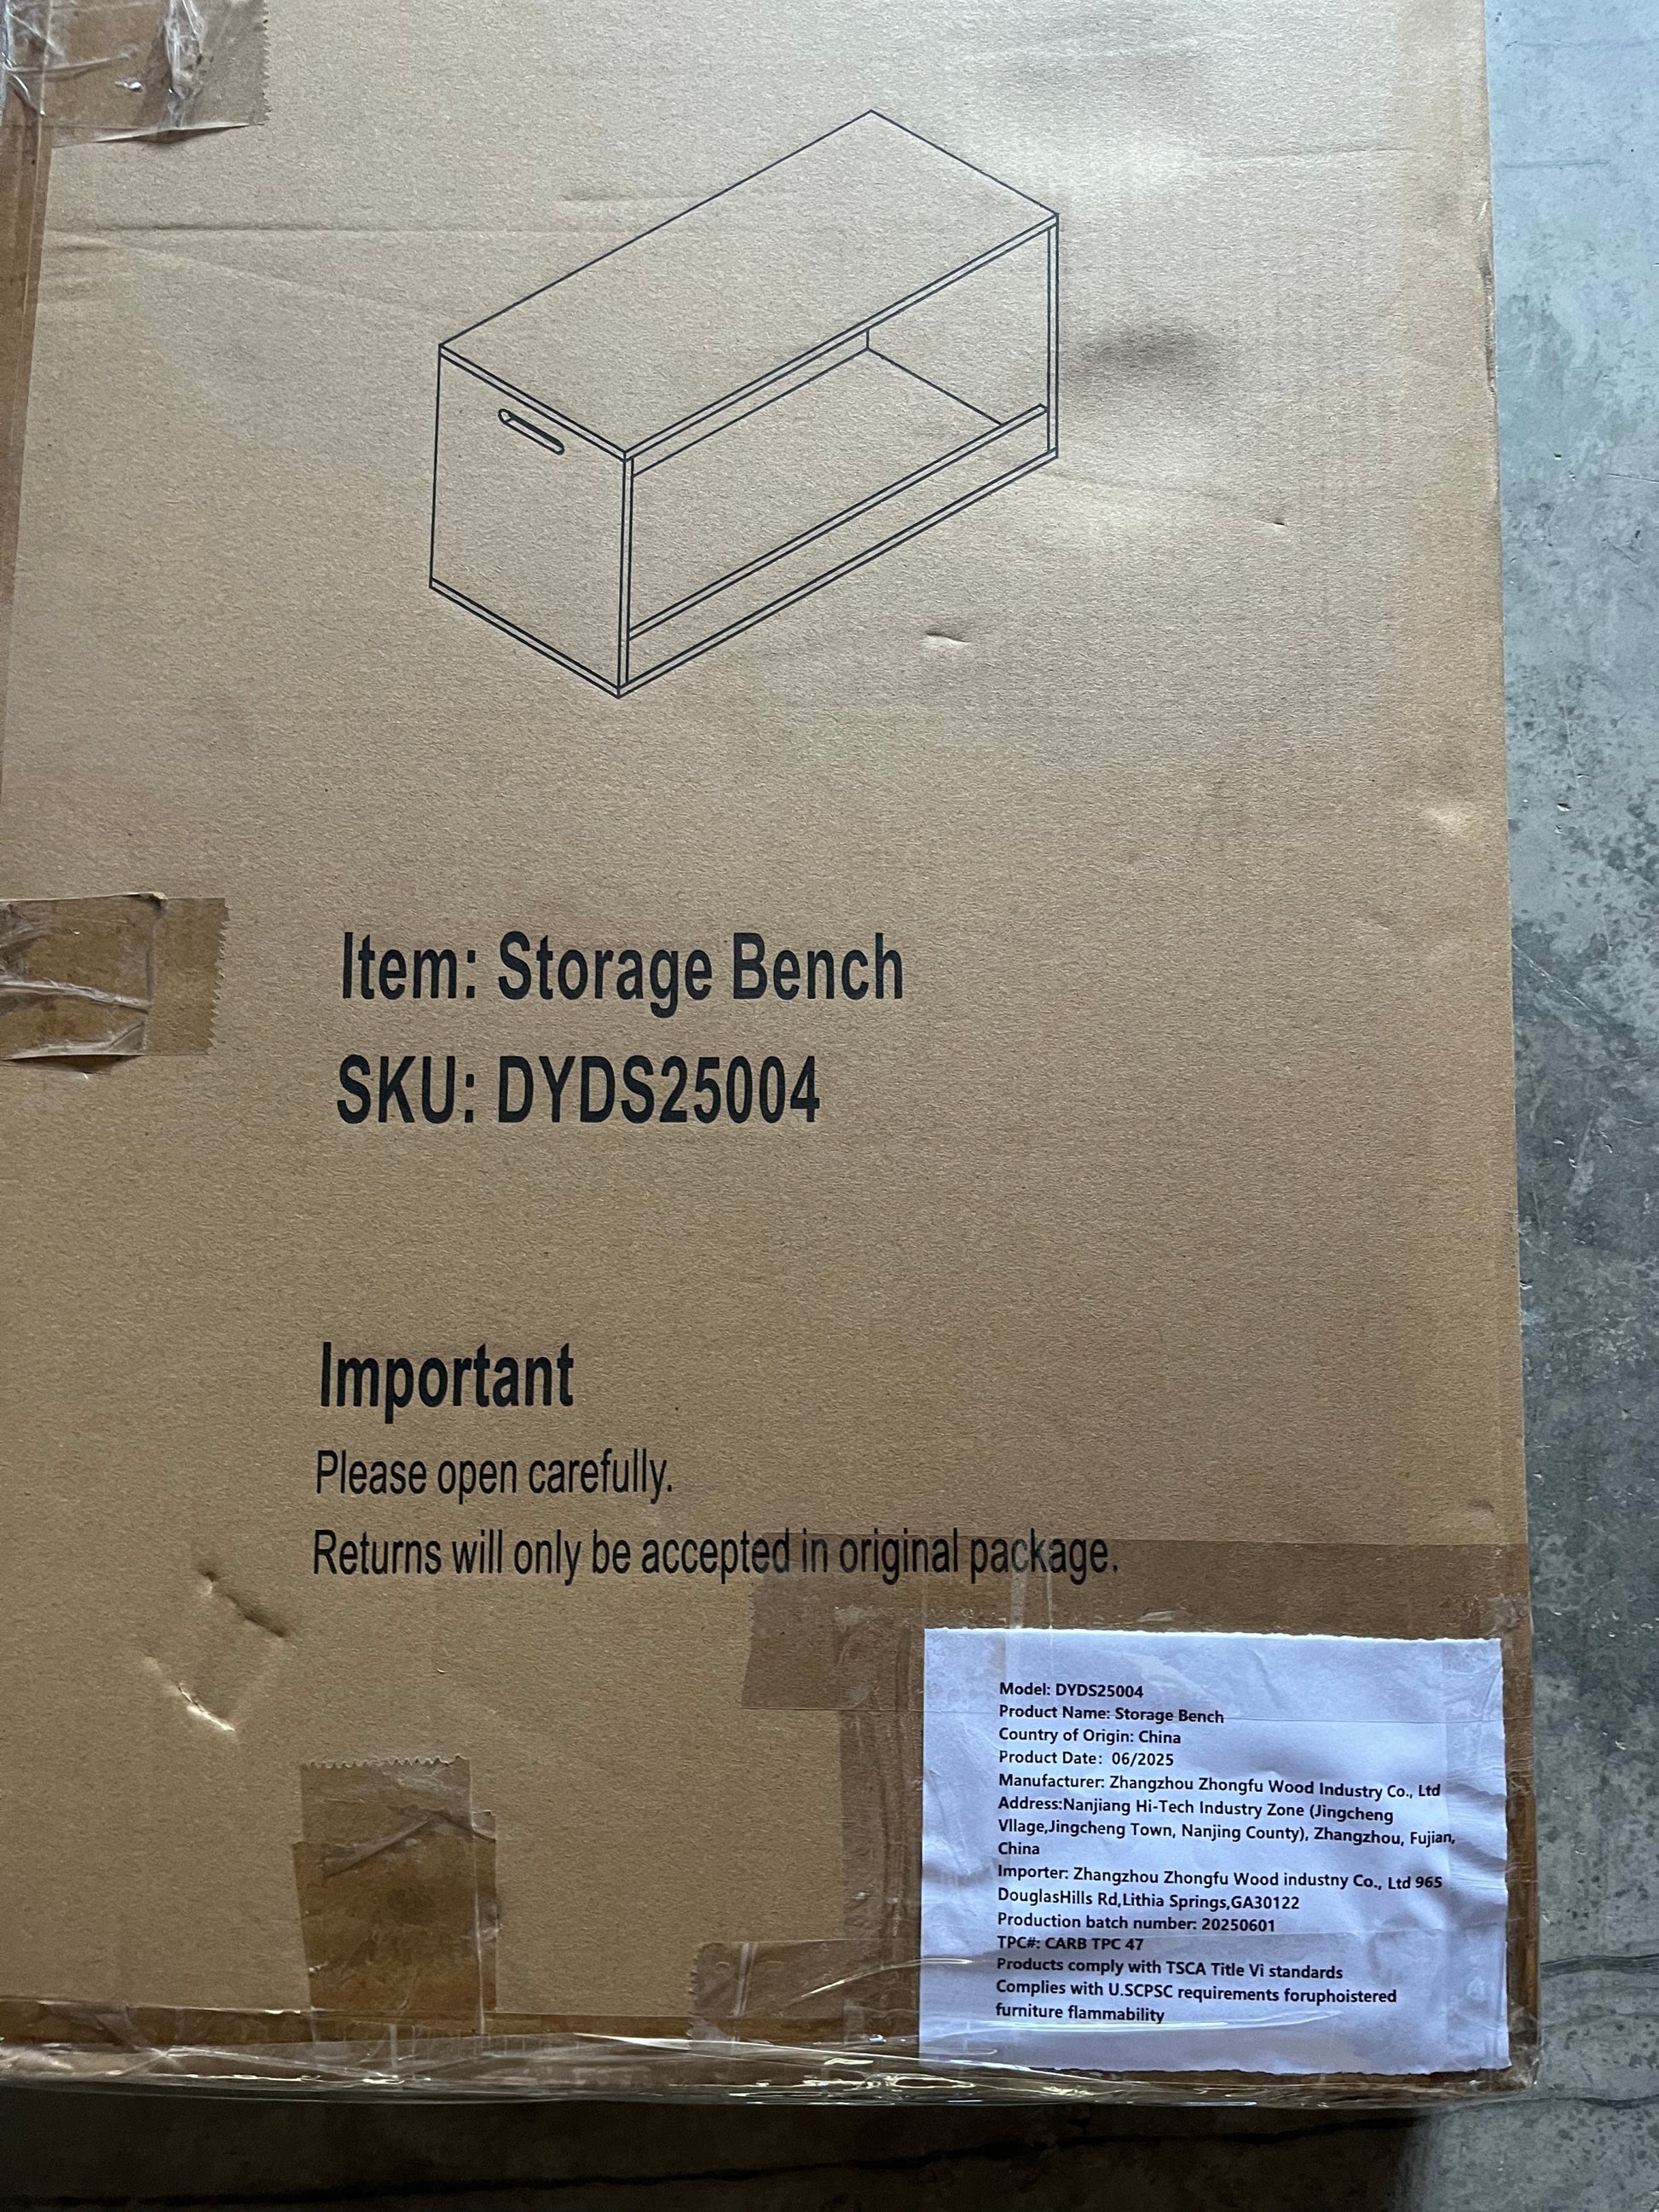 Item: Storage Bench
SKU: DYDS25004
Important
Please open carefully.
Returns will only be accepted in original package.
Model: DYDS25004
Product Name: Storage Bench
Country of Origin: China
Product Date: 06/2025
Manufacturer: Zhangzhou Zhongfu Wood Industry Co., Ltd
Address:Nanjiang Hi-Tech Industry Zone (Jingcheng
Vllage,Jingcheng Town, Nanjing County), Zhangzhou, Fujian,
China
Importer: Zhangzhou Zhongfu Wood industny Co., Ltd 965
DouglasHills Rd,Lithia Springs,GA30122
Production batch number: 20250601
TPC#: CARB TPC 47
Products comply with TSCA Title Vi standards
Complies with U.SCPSC requirements foruphoistered
furniture flammability